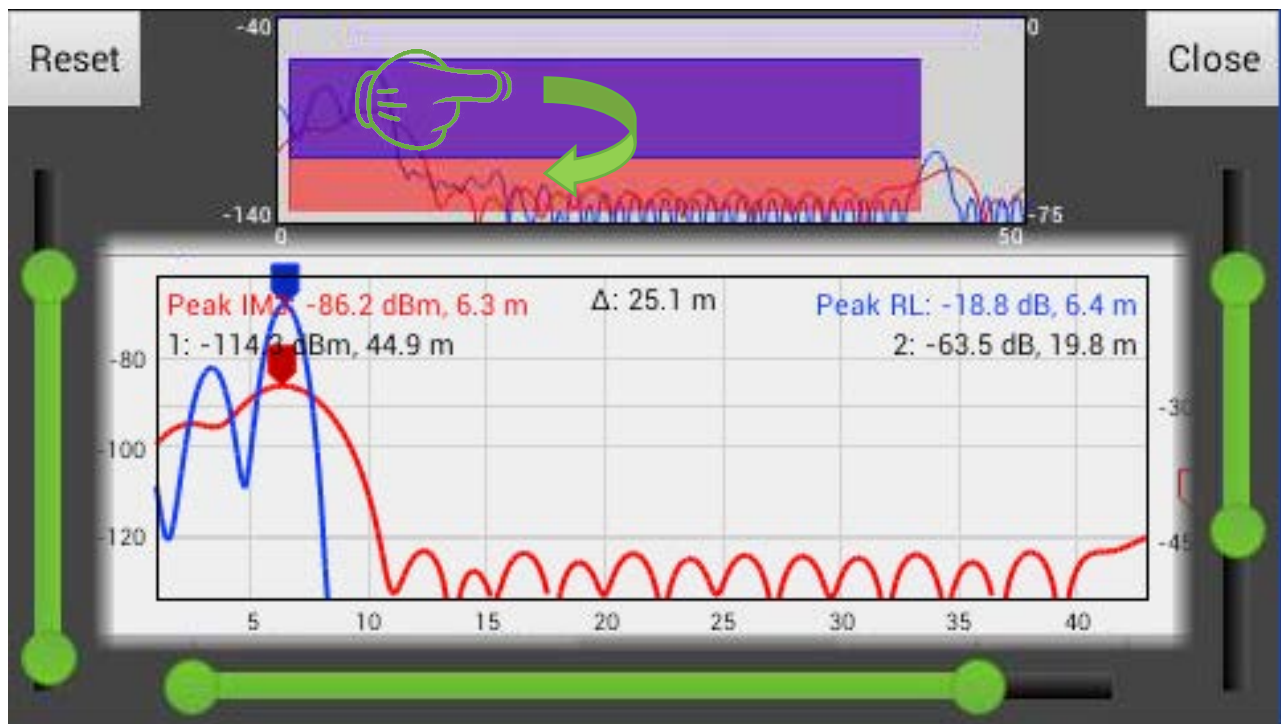 Reset
-40
0
Close
-140
-75
0
50
Peak IM3: -86.2 dBm, 6.3 m
Δ: 25.1 m
Peak RL: -18.8 dB, 6.4 m
1: -114.3 dBm, 44.9 m
2: -63.5 dB, 19.8 m
-80
-30
-100
-120
-45
5
10
15
20
25
30
35
40